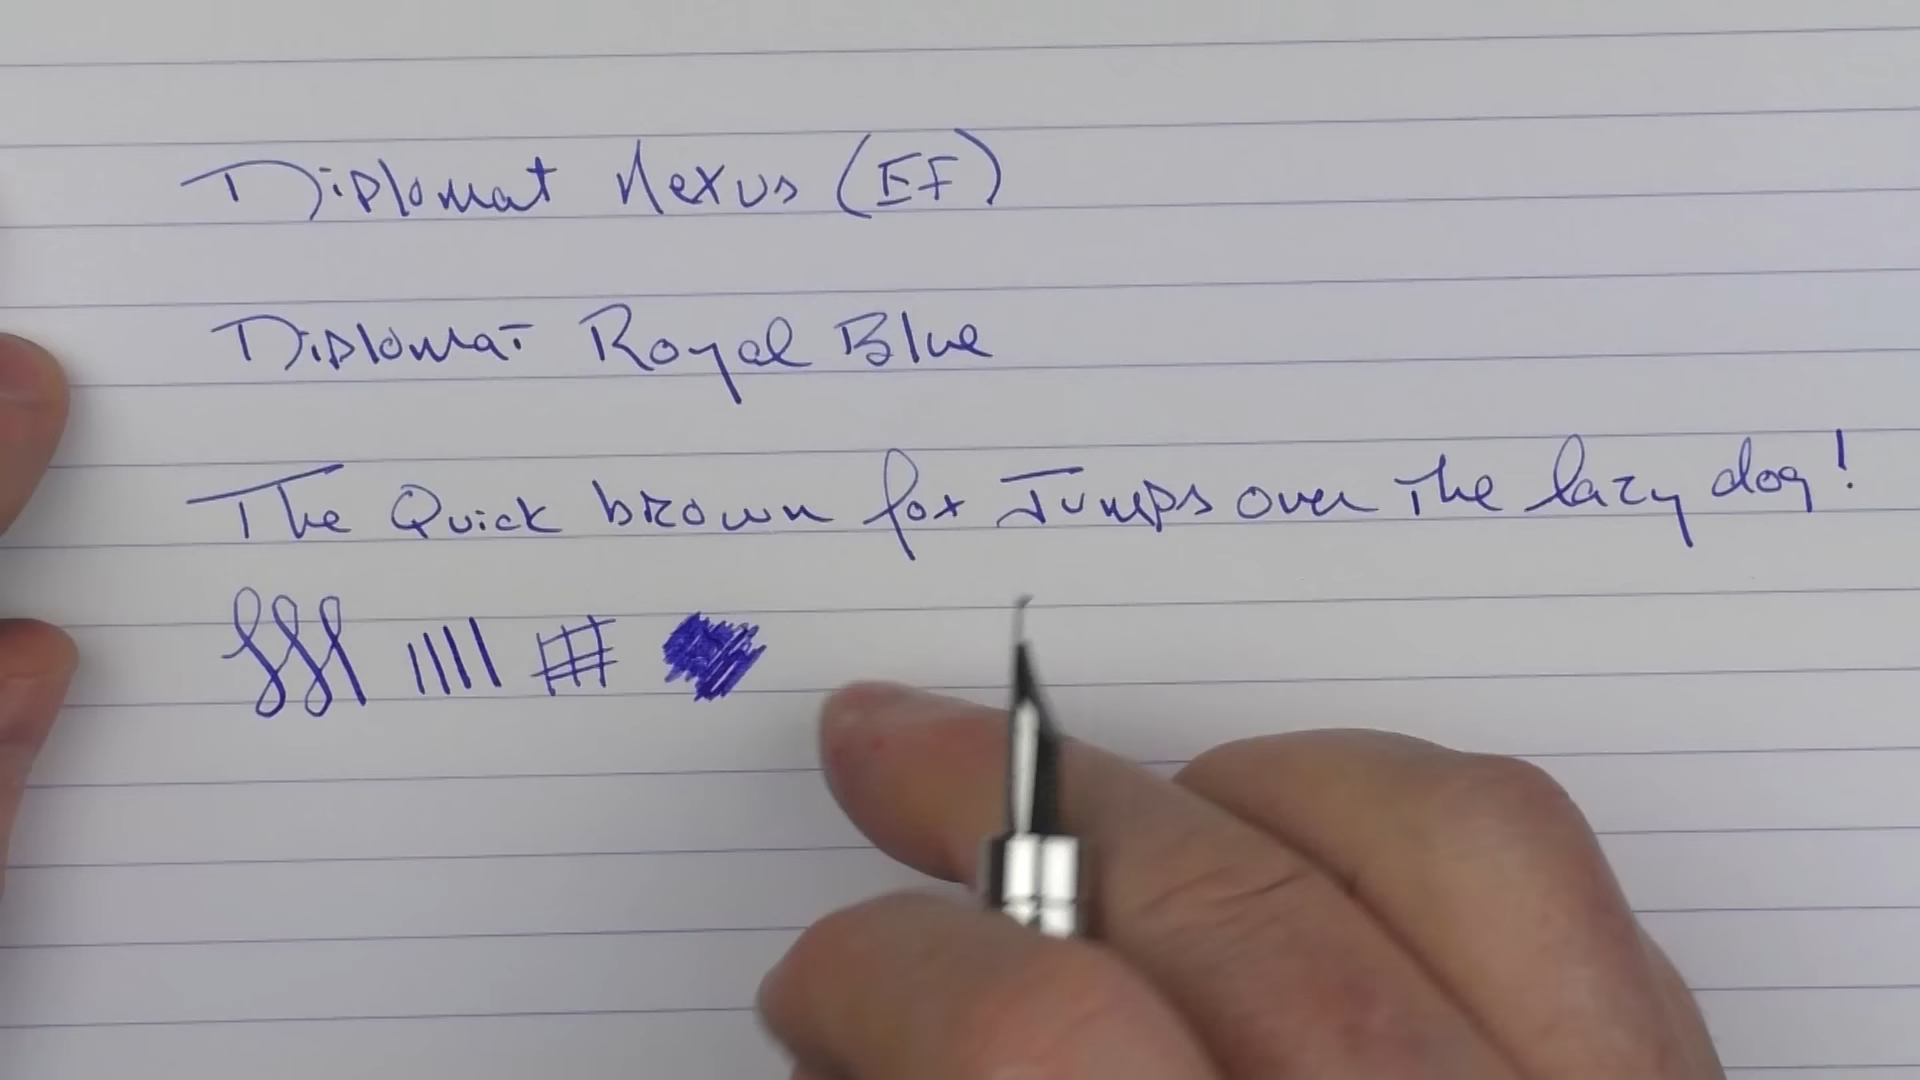 Diplomat Nexus (EF)
Diplomat Royal Blue
The Quick brown fox Jumps over The lazy dog!